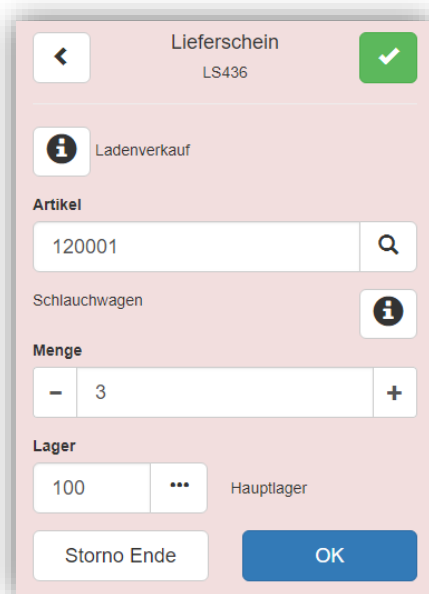 Lieferschein
LS436
Ladenverkauf
Artikel
120001
Schlauchwagen
Menge
3
Lager
100
Hauptlager
Storno Ende
OK